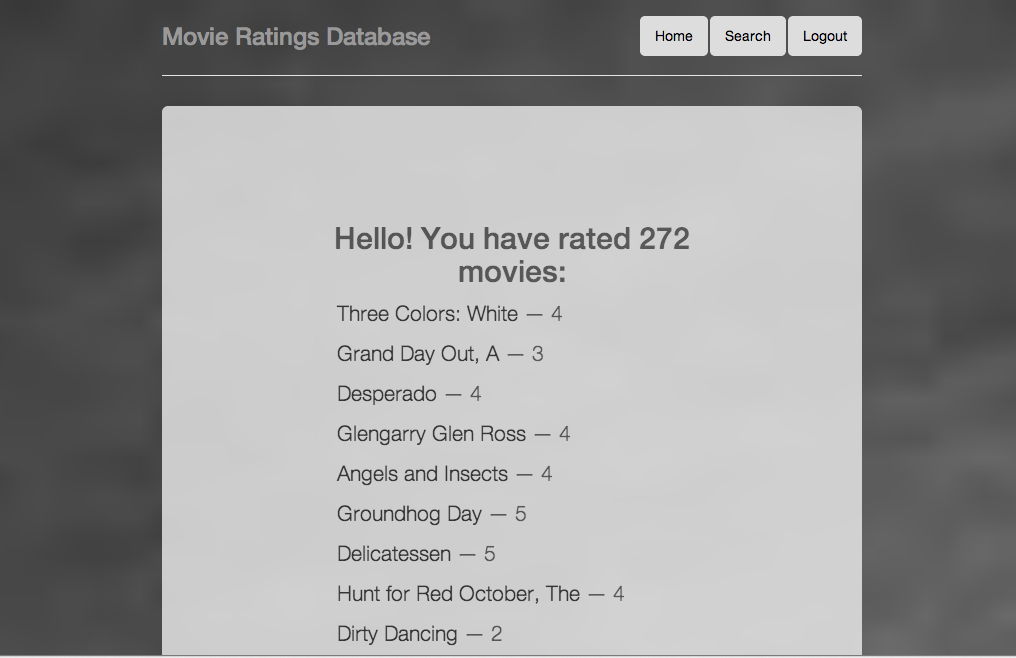 Movie Ratings Database
Home
Search
Logout
Hello! You have rated 272
movies:
Three Colors: White — 4
Grand Day Out, A — 3
Desperado — 4
Glengarry Glen Ross — 4
Angels and Insects — 4
Groundhog Day — 5
Delicatessen — 5
Hunt for Red October, The — 4
Dirty Dancing — 2